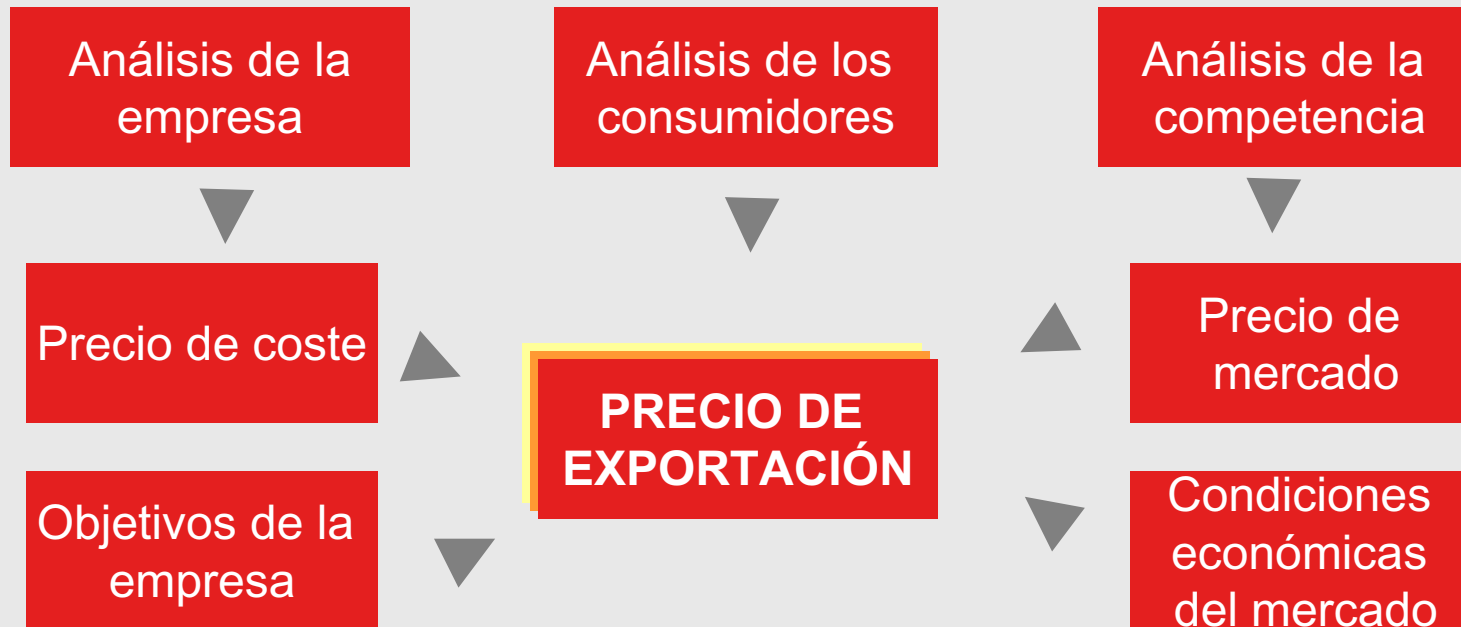 Análisis de la
empresa
Análisis de los
consumidores
Análisis de la
competencia
Precio de coste
Precio de
mercado
PRECIO DE
EXPORTACIÓN
Objetivos de la
empresa
Condiciones
económicas
del mercado